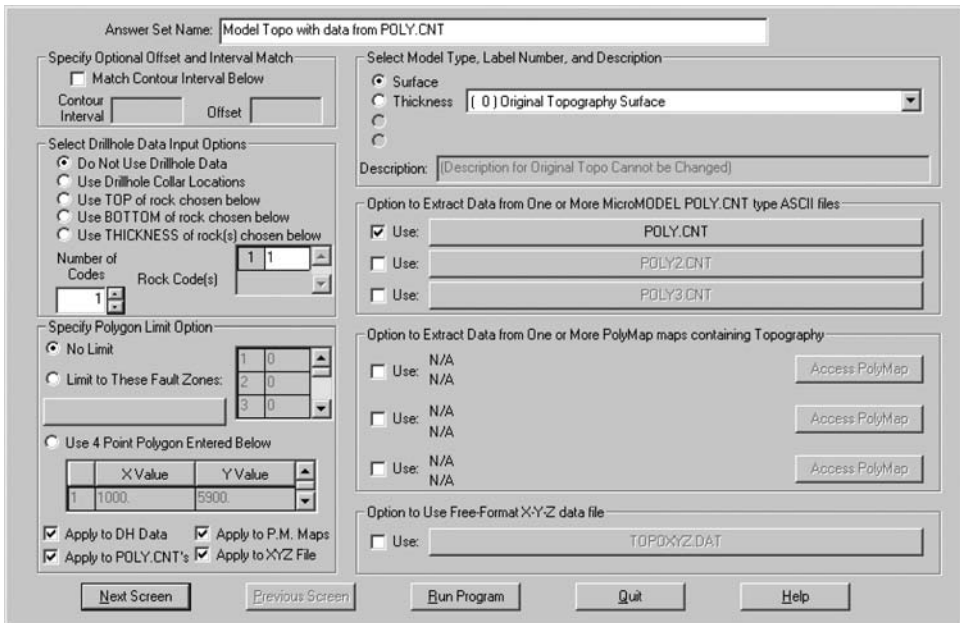 Answer Set Name: Model Topo with data from POLY.CNT
Specify Optional Offset and Interval Match
Match Contour Interval Below
Contour Interval
Offset
Select Drillhole Data Input Options
Do Not Use Drillhole Data
Use Drillhole Collar Locations
Use TOP of rock chosen below
Use BOTTOM of rock chosen below
Use THICKNESS of rock(s) chosen below
Number of Codes
1
Rock Code(s)
1 1
Specify Polygon Limit Option
No Limit
Limit to These Fault Zones:
1 0
2 0
3 0
Use 4 Point Polygon Entered Below
X Value Y Value
1 1000. 5900.
Apply to DH Data Apply to P.M. Maps
Apply to POLY.CNT's Apply to XYZ File
Select Model Type, Label Number, and Description
Surface
Thickness ( 0 ) Original Topography Surface
Description: (Description for Original Topo Cannot be Changed)
Option to Extract Data from One or More MicroMODEL POLY.CNT type ASCII files
Use: POLY.CNT
Use: POLY2.CNT
Use: POLY3.CNT
Option to Extract Data from One or More PolyMap maps containing Topography
N/A
Use: Access PolyMap
N/A
N/A
Use: Access PolyMap
N/A
N/A
Use: Access PolyMap
N/A
Option to Use Free-Format X-Y-Z data file
Use: TOPOXYZ.DAT
Next Screen Previous Screen Run Program Quit Help